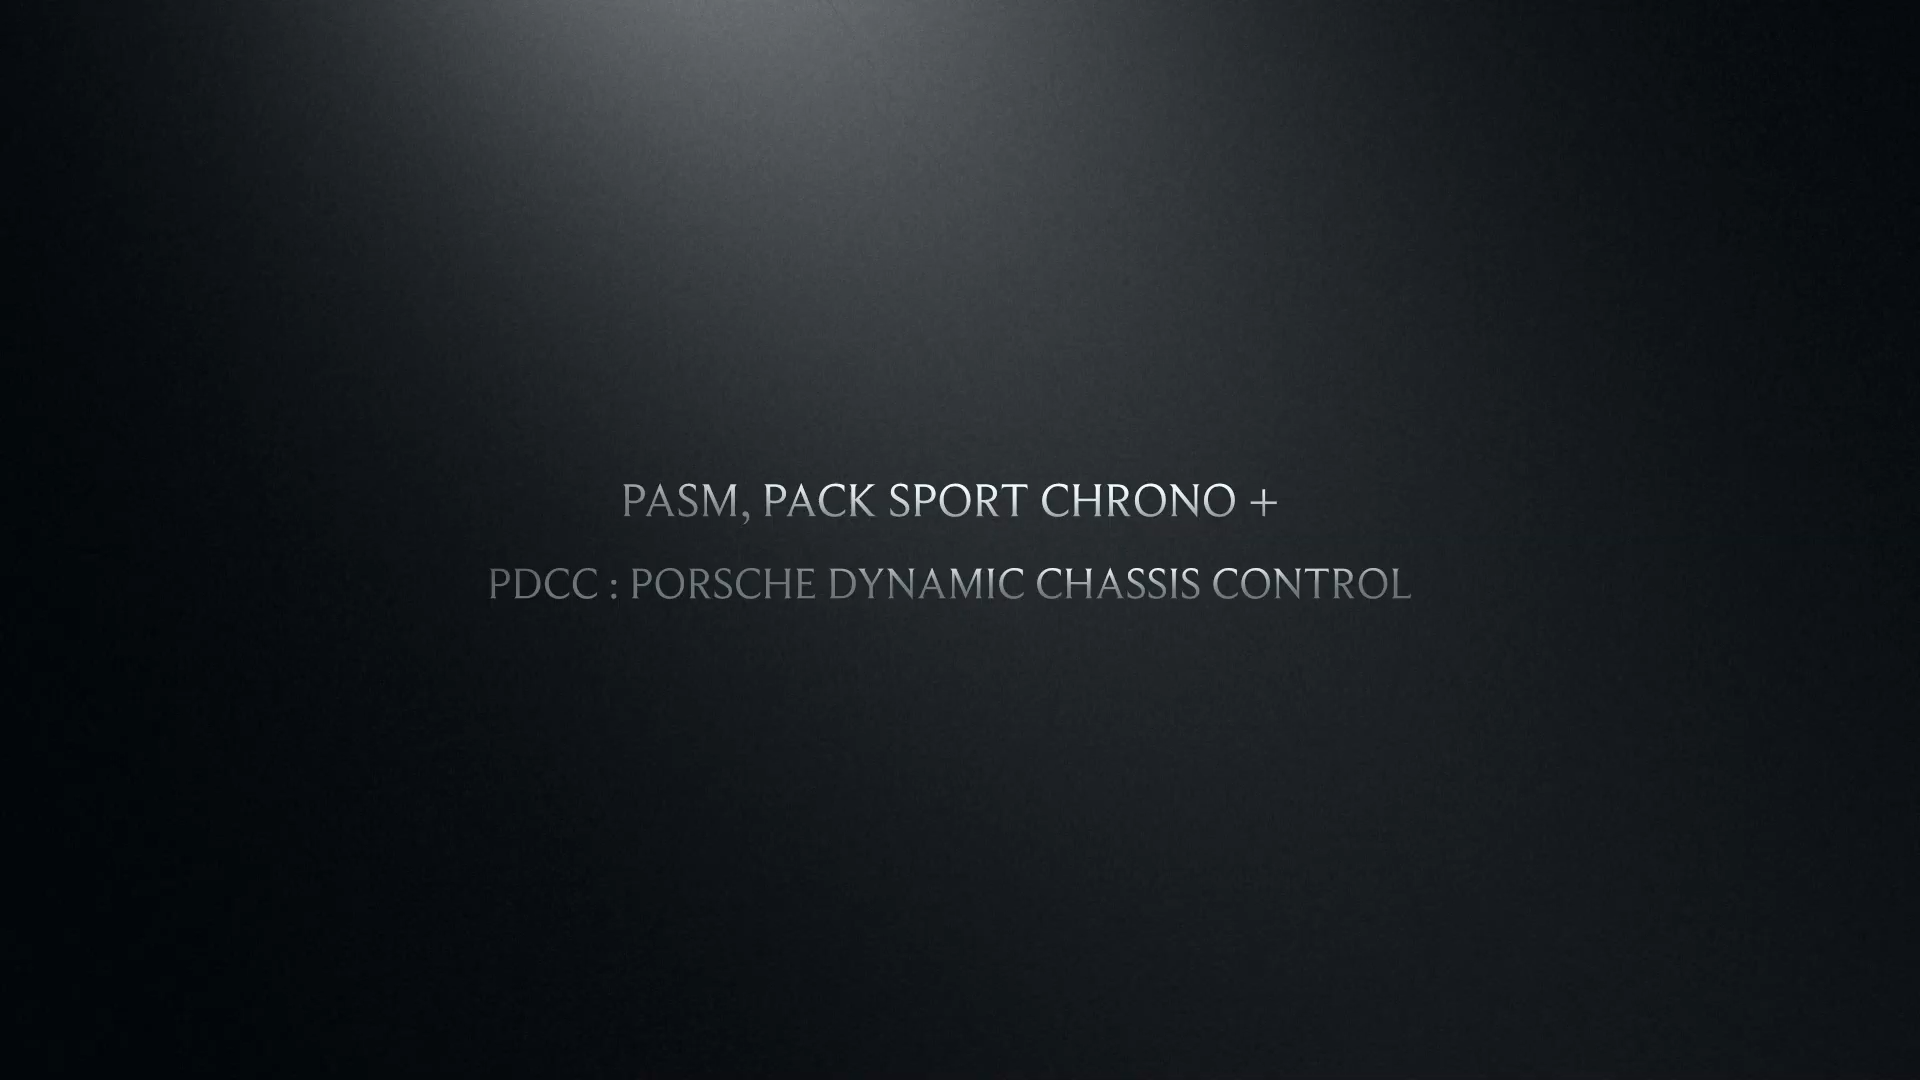 PASM, PACK SPORT CHRONO +
PDCC : PORSCHE DYNAMIC CHASSIS CONTROL